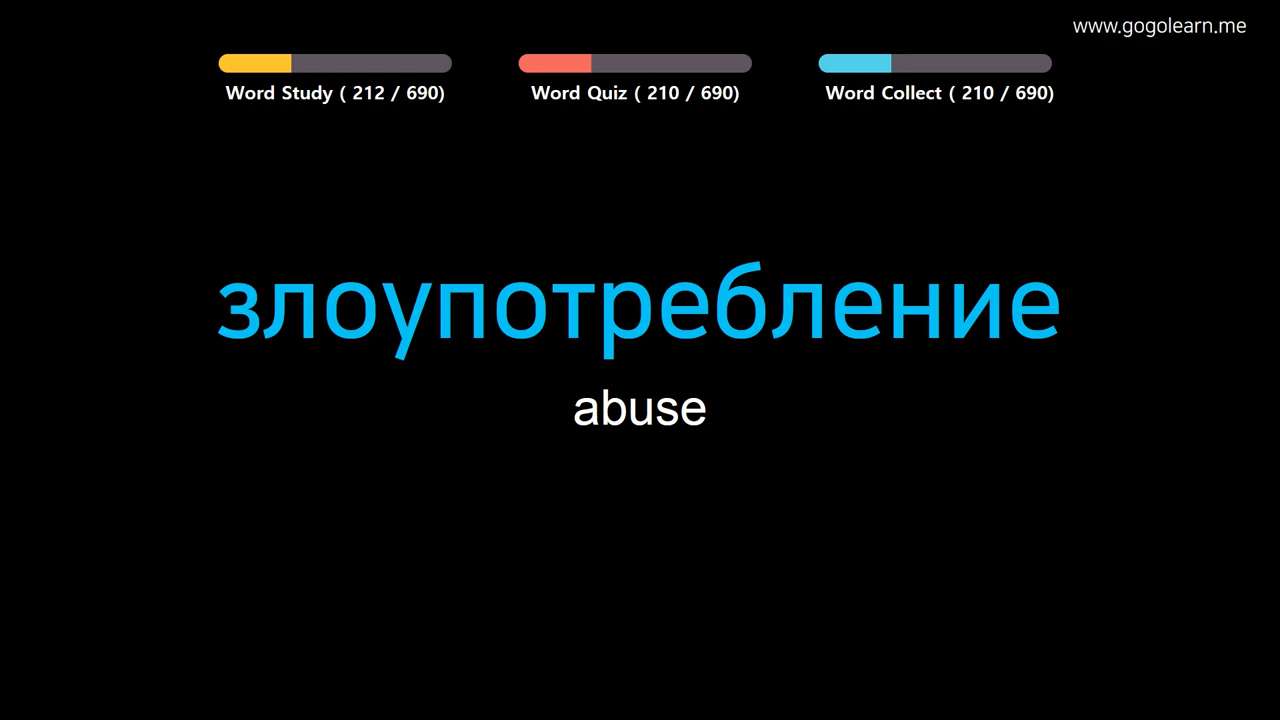 www.gogolearn.me
Word Study ( 212 / 690)
Word Quiz ( 210 / 690)
Word Collect ( 210 / 690)
злоупотребление
abuse